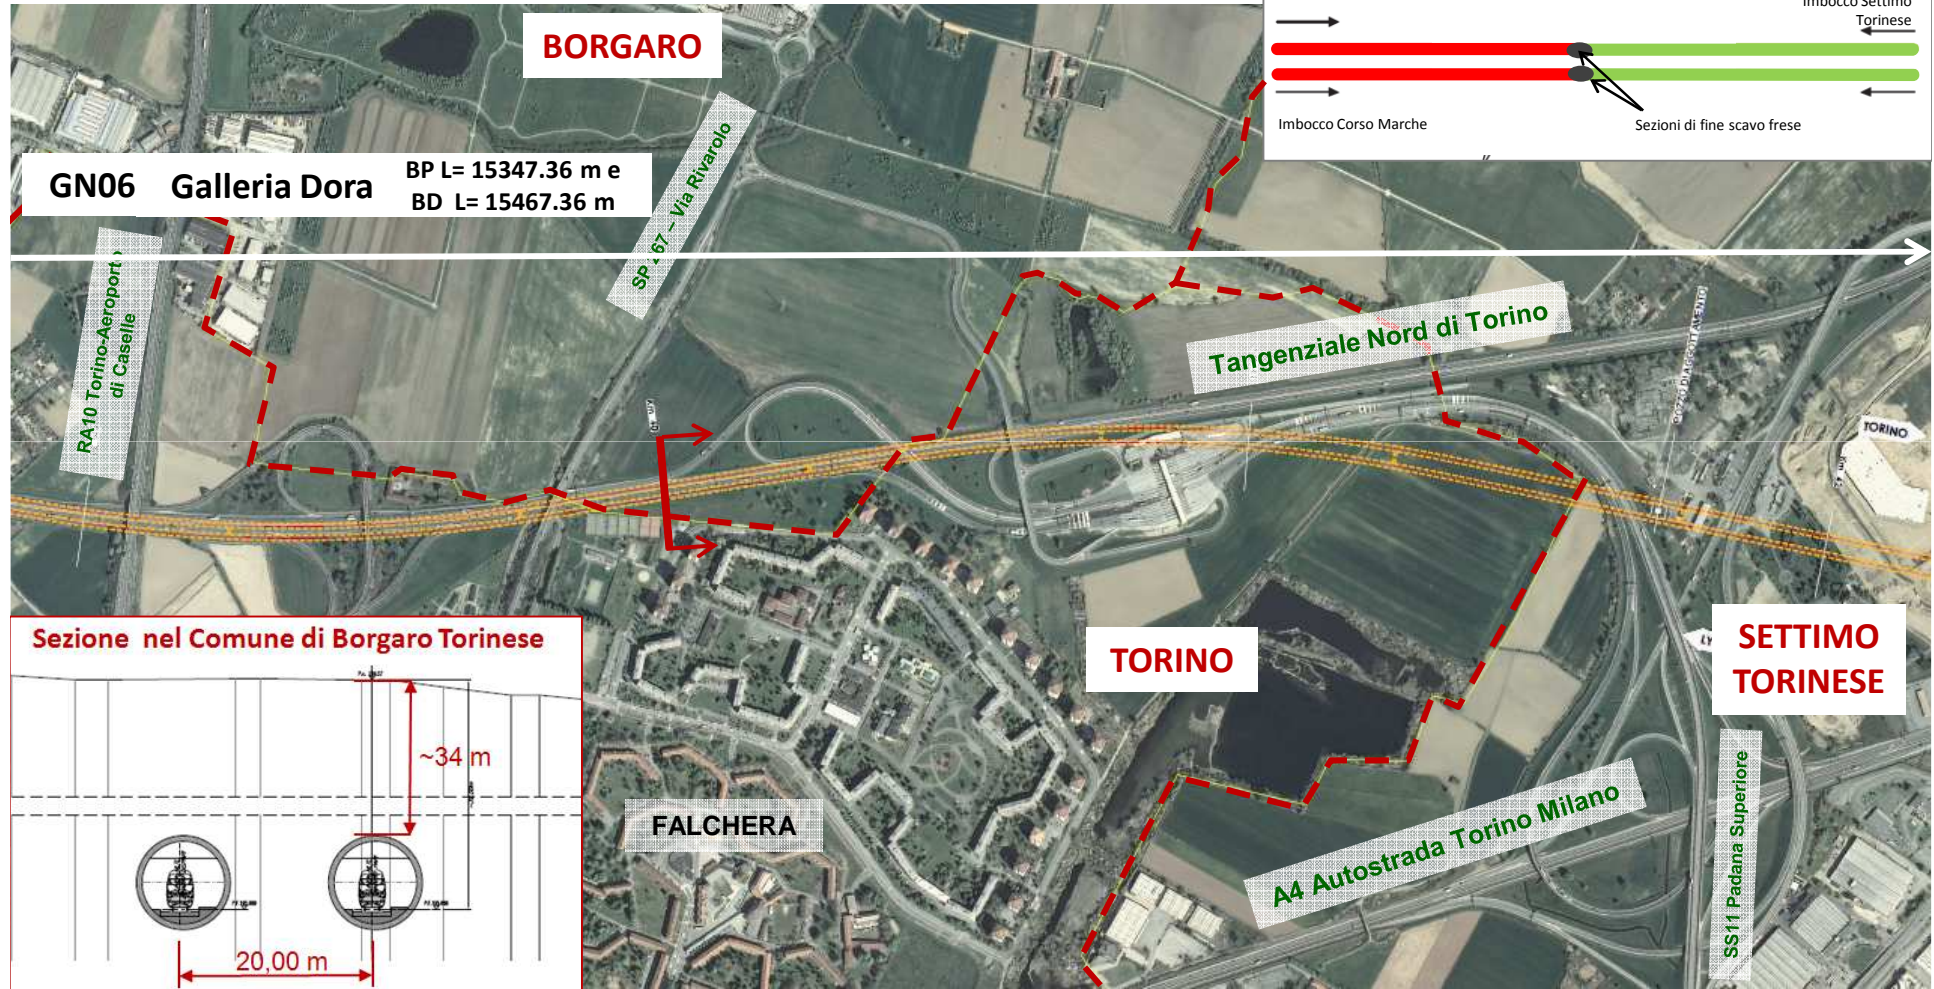 Imbocco Settimo
Torinese
Imbocco Corso Marche
Sezioni di fine scavo frese
BORGARO
GN06 Galleria Dora
BP L= 15347.36 m e
BD L= 15467.36 m
SP 267 – Via Rivarolo
RA10 Torino-Aeroporto
di Caselle
Tangenziale Nord di Torino
TORINO
Sezione nel Comune di Borgaro Torinese
~34 m
20,00 m
FALCHERA
TORINO
LY
SETTIMO
TORINESE
A4 Autostrada Torino Milano
SS11 Padana Superiore